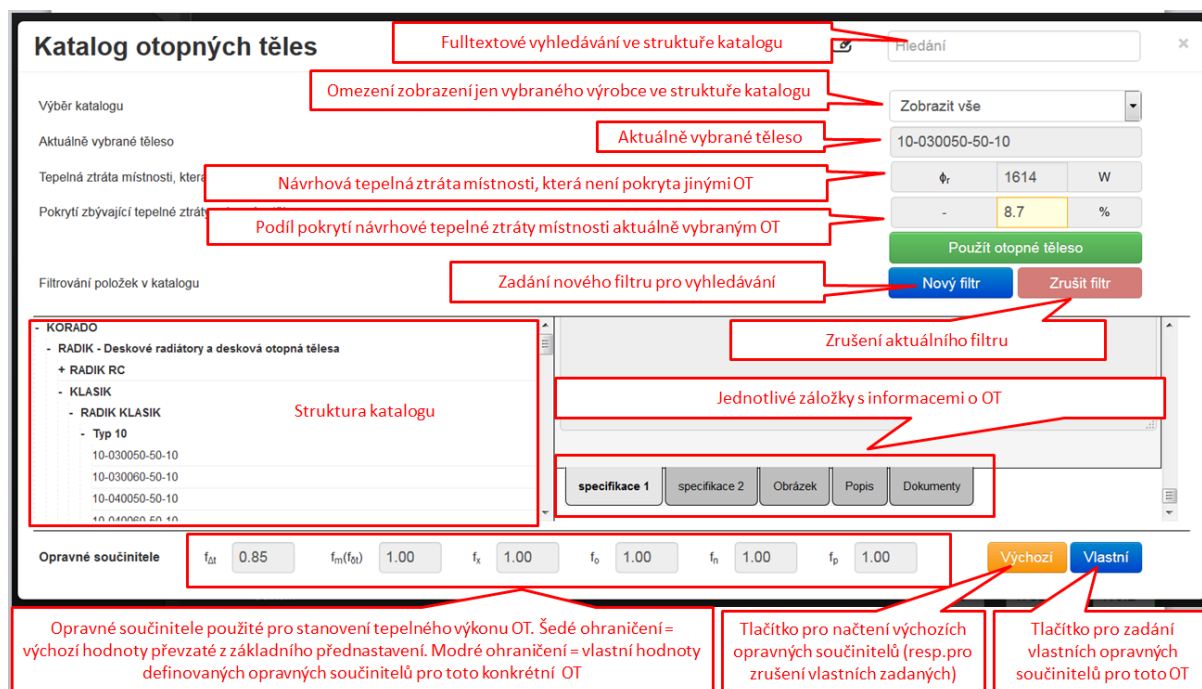 Katalog otopných těles
Fulltextové vyhledávání ve struktuře katalogu
Hledání
×
Omezení zobrazení jen vybraného výrobce ve struktuře katalogu
Výběr katalogu
Zobrazit vše
Aktuálně vybrané těleso
Aktuálně vybrané těleso
10-030050-50-10
Tepelná ztráta místnosti, která
Návrhová tepelná ztráta místnosti, která není pokryta jinými OT
ϕr 1614 W
Pokrytí zbývající tepelné ztráty
Podíl pokrytí návrhové tepelné ztráty místnosti aktuálně vybraným OT
- 8.7 %
Použít otopné těleso
Filtrování položek v katalogu
Zadání nového filtru pro vyhledávání
Nový filtr
Zrušit filtr
Zrušení aktuálního filtru
- KORADO
- RADIK - Deskové radiátory a desková otopná tělesa
+ RADIK RC
- KLASIK
- RADIK KLASIK
- Typ 10
10-030050-50-10
10-030060-50-10
10-040050-50-10
10-040060-50-10
Struktura katalogu
Jednotlivé záložky s informacemi o OT
specifikace 1
specifikace 2
Obrázek
Popis
Dokumenty
Opravné součinitele
fΔt 0.85
fm(fδt) 1.00
fx 1.00
fo 1.00
fn 1.00
fp 1.00
Výchozí
Vlastní
Opravné součinitele použité pro stanovení tepelného výkonu OT. Šedé ohraničení =
výchozí hodnoty převzaté z základního přednastavení. Modré ohraničení = vlastní hodnoty
definovaných opravných součinitelů pro toto konkrétní OT
Tlačítko pro načtení výchozích
opravných součinitelů (resp.pro
zrušení vlastních zadaných)
Tlačítko pro zadání
vlastních opravných
součinitelů pro toto OT